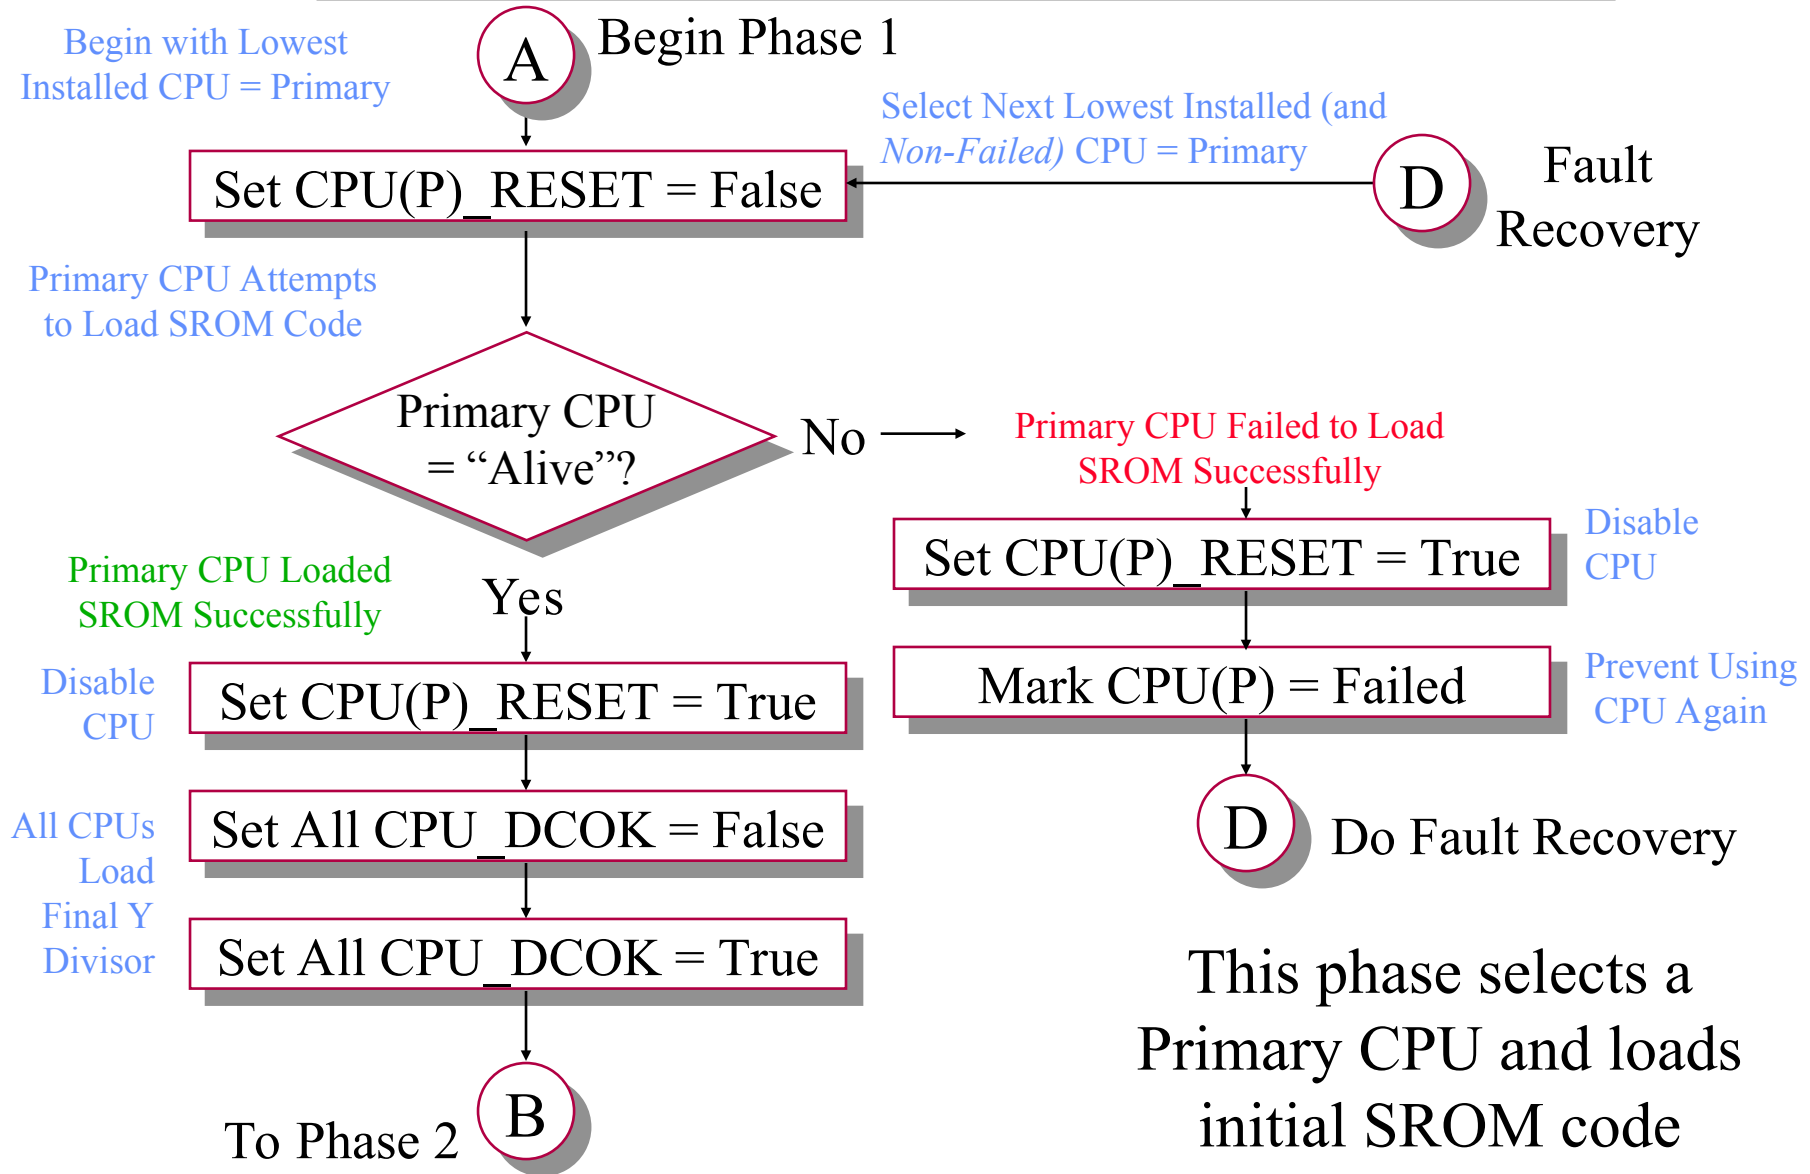 Begin with Lowest
Installed CPU = Primary
A
Begin Phase 1
Select Next Lowest Installed (and
Non-Failed) CPU = Primary
D
Fault
Recovery
Set CPU(P)_RESET = False
Primary CPU Attempts
to Load SROM Code
Primary CPU
= “Alive”?
No
Primary CPU Failed to Load
SROM Successfully
Set CPU(P)_RESET = True
Disable
CPU
Mark CPU(P) = Failed
Prevent Using
CPU Again
D
Do Fault Recovery
Primary CPU Loaded
SROM Successfully
Yes
Disable
CPU
Set CPU(P)_RESET = True
All CPUs
Load
Final Y
Divisor
Set All CPU_DCOK = False
Set All CPU_DCOK = True
To Phase 2
B
This phase selects a
Primary CPU and loads
initial SROM code